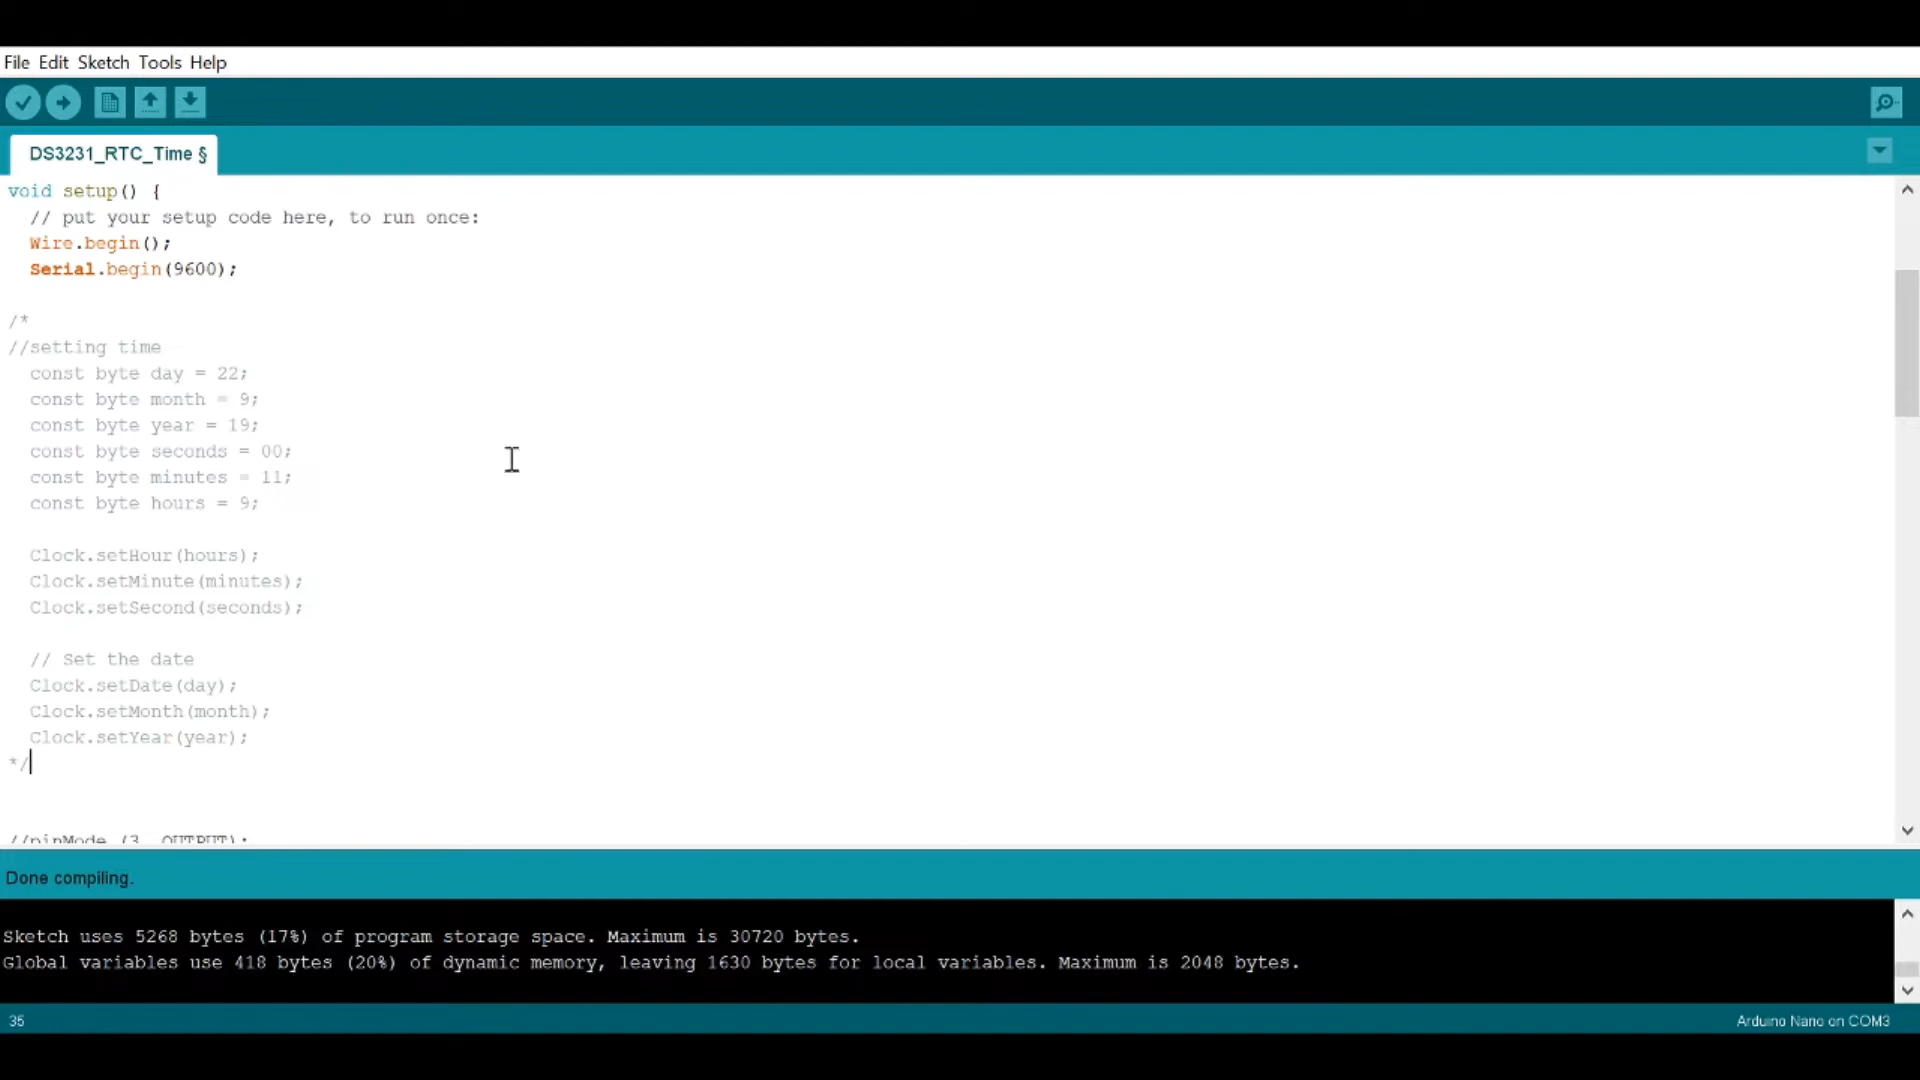 File Edit Sketch Tools Help
DS3231_RTC_Time §
void setup() {
  // put your setup code here, to run once:
  Wire.begin();
  Serial.begin(9600);
/*
//setting time
  const byte day = 22;
  const byte month = 9;
  const byte year = 19;
  const byte seconds = 00;
  const byte minutes = 11;
  const byte hours = 9;
  Clock.setHour(hours);
  Clock.setMinute(minutes);
  Clock.setSecond(seconds);
  // Set the date
  Clock.setDate(day);
  Clock.setMonth(month);
  Clock.setYear(year);
*/
//pinMode (3, OUTPUT);
Done compiling.
Sketch uses 5268 bytes (17%) of program storage space. Maximum is 30720 bytes.
Global variables use 418 bytes (20%) of dynamic memory, leaving 1630 bytes for local variables. Maximum is 2048 bytes.
35
Arduino Nano on COM3